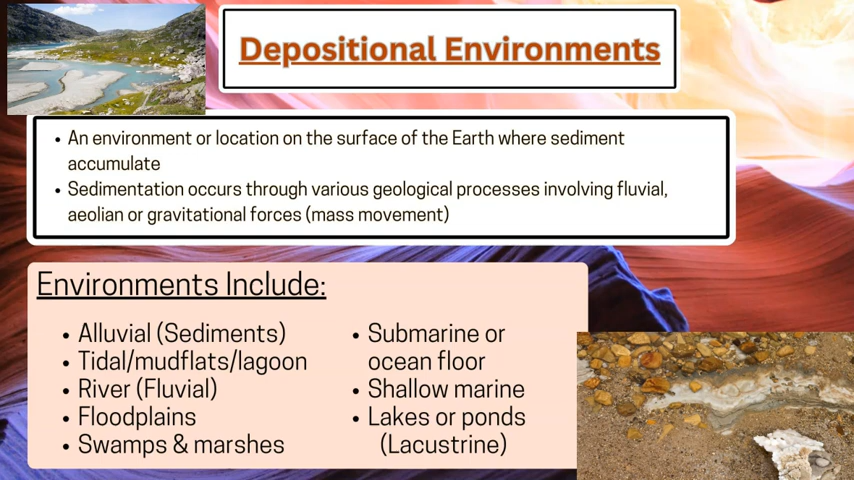 Depositional Environments
• An environment or location on the surface of the Earth where sediment
accumulate
• Sedimentation occurs through various geological processes involving fluvial,
aeolian or gravitational forces (mass movement)
Environments Include:
• Alluvial (Sediments)
• Tidal/mudflats/lagoon
• River (Fluvial)
• Floodplains
• Swamps & marshes
• Submarine or
ocean floor
• Shallow marine
• Lakes or ponds
(Lacustrine)